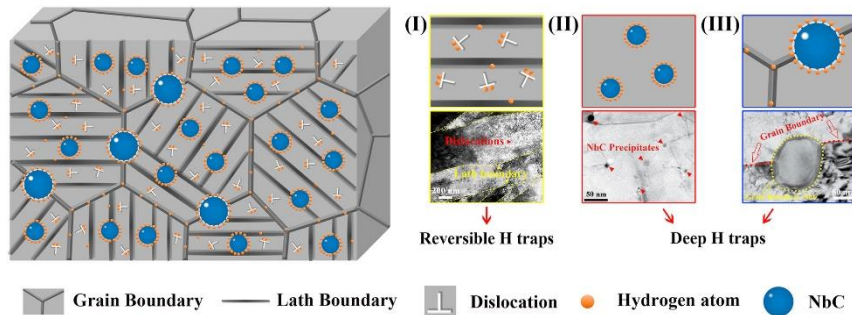 (I)
(II)
(III)
Dislocations
Lath boundary
200 nm
NbC Precipitates
50 nm
Grain Boundary
Reversible H traps
Deep H traps
Grain Boundary
Lath Boundary
Dislocation
Hydrogen atom
NbC